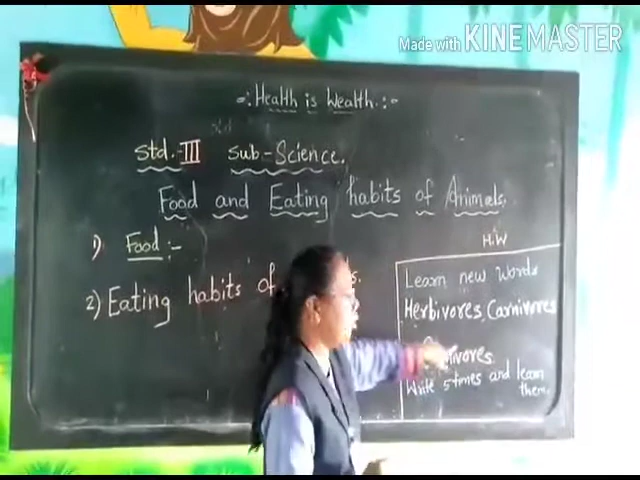 Made with KINEMASTER
-: Health is Wealth. :-
Std.-III Sub-Science.
Food and Eating habits of Animals.
1) Food :-
2) Eating habits of
H.W
Learn new words
Herbivores, Carnivores
Write 5 times and learn
them.